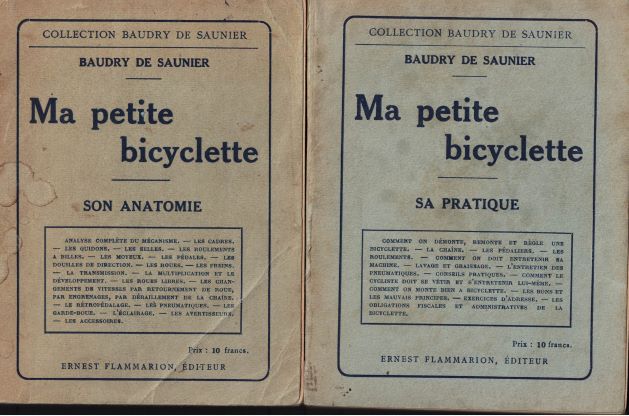 COLLECTION BAUDRY DE SAUNIER
BAUDRY DE SAUNIER
Ma petite
bicyclette
SON ANATOMIE
ANALYSE COMPLÈTE DU MÉCANISME. — LES CADRES.
— LES GUIDONS. — LES SELLES. — LES ROULEMENTS
A BILLES. — LES MOYEUX. — LES PÉDALES. — LES
DOUILLES DE DIRECTION. — LES ROUES. — LES FREINS.
— LA TRANSMISSION. — LA MULTIPLICATION ET LE
DÉVELOPPEMENT. — LES ROUES LIBRES. — LES CHAN-
GEMENTS DE VITESSES PAR RETOURNEMENT DE ROUE,
PAR ENGRENAGES, PAR DÉRAILLEMENT DE LA CHAÎNE.
— LE RÉTROPÉDALAGE. — LES PNEUMATIQUES. — LES
GARDE-BOUE. — L'ÉCLAIRAGE. — LES AVERTISSEURS.
— LES ACCESSOIRES.
Prix : 10 francs.
ERNEST FLAMMARION, ÉDITEUR
COLLECTION BAUDRY DE SAUNIER
BAUDRY DE SAUNIER
Ma petite
bicyclette
SA PRATIQUE
COMMENT ON DÉMONTE, REMONTE ET RÈGLE UNE
BICYCLETTE. — LA CHAÎNE. — LES PÉDALIERS. — LES
ROULEMENTS. — COMMENT ON DOIT ENTRETENIR SA
MACHINE. — LAVAGE ET GRAISSAGE. — L'ENTRETIEN DES
PNEUMATIQUES. — CONSEILS PRATIQUES. — COMMENT LE
CYCLISTE DOIT SE VÊTIR ET S'ENTRETENIR LUI-MÊME. —
COMMENT ON MONTE BIEN A BICYCLETTE. — LES BONS ET
LES MAUVAIS PRINCIPES. — EXERCICES D'ADRESSE. — LES
OBLIGATIONS FISCALES ET ADMINISTRATIVES DE LA
BICYCLETTE.
Prix : 10 francs.
ERNEST FLAMMARION, ÉDITEUR